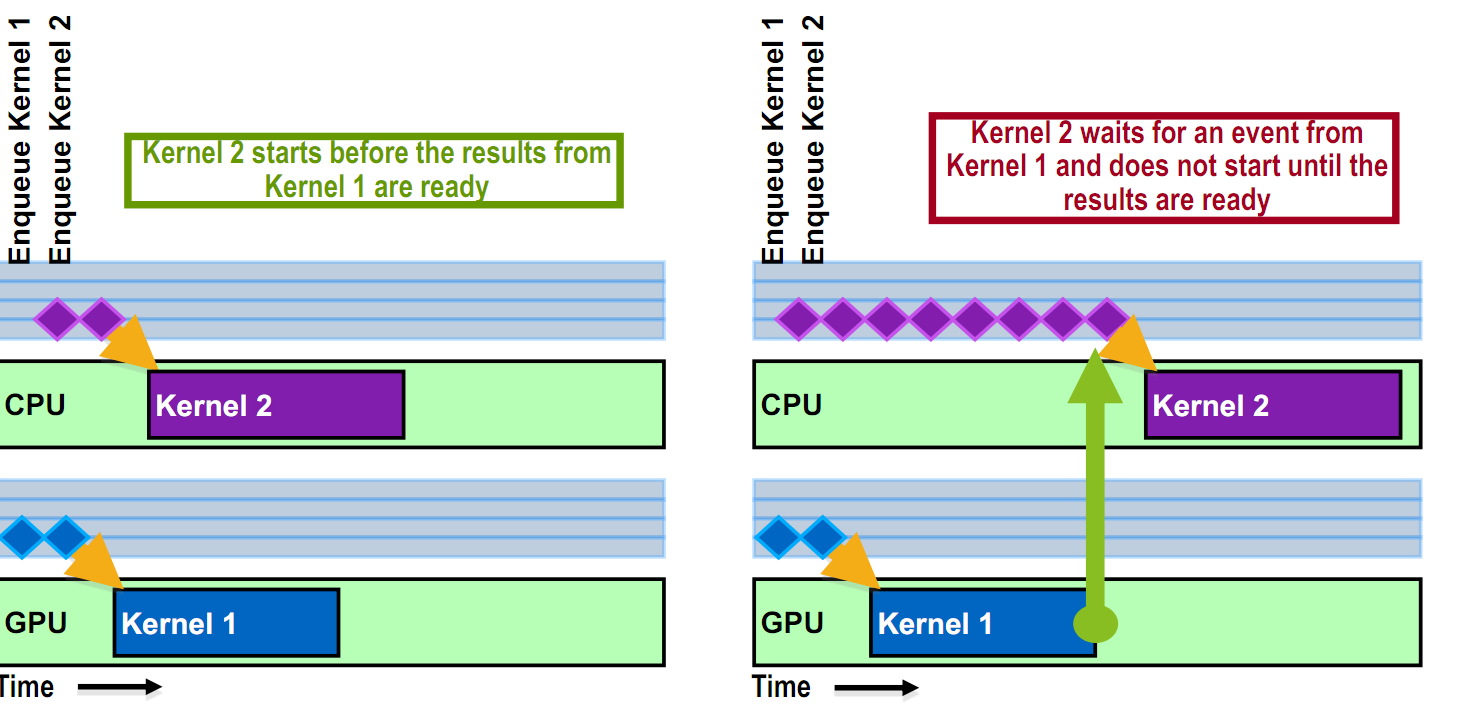 Enqueue Kernel 1
Enqueue Kernel 2
Kernel 2 starts before the results from
Kernel 1 are ready
CPU
Kernel 2
GPU
Kernel 1
Time
Enqueue Kernel 1
Enqueue Kernel 2
Kernel 2 waits for an event from
Kernel 1 and does not start until the
results are ready
CPU
Kernel 2
GPU
Kernel 1
Time